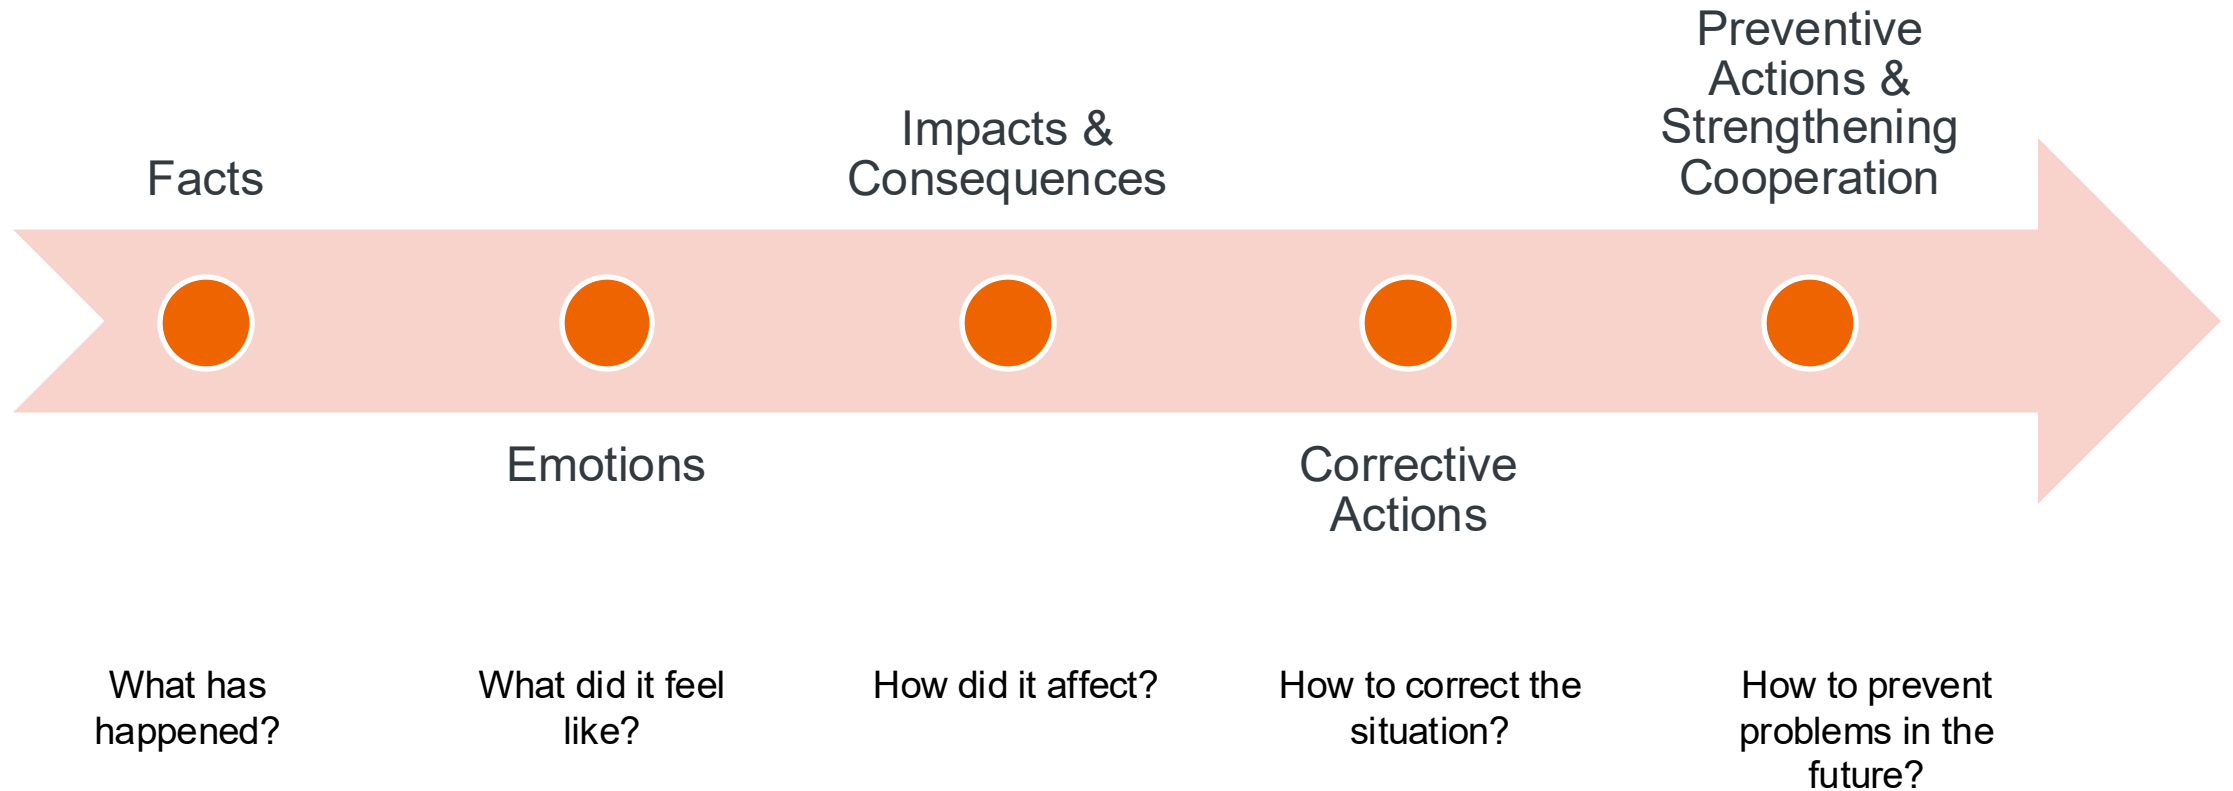 Facts
Emotions
Impacts &
Consequences
Corrective
Actions
Preventive
Actions &
Strengthening
Cooperation
What has
happened?
What did it feel
like?
How did it affect?
How to correct the
situation?
How to prevent
problems in the
future?